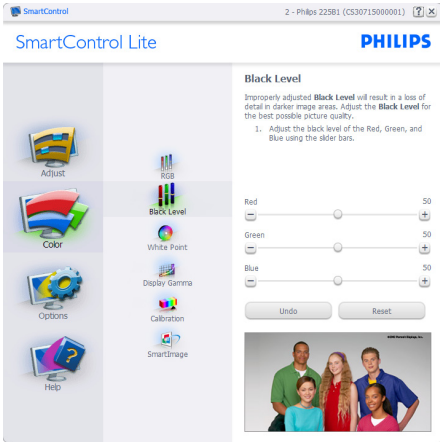 SmartControl
2 - Philips 225B1 (CS30715000001)
SmartControl Lite
PHILIPS
Adjust
Color
Options
Help
RGB
Black Level
White Point
Display Gamma
Calibration
SmartImage
Black Level
Improperly adjusted Black Level will result in a loss of
detail in darker image areas. Adjust the Black Level for
the best possible picture quality.
1. Adjust the black level of the Red, Green, and
Blue using the slider bars.
Red 50
Green 50
Blue 50
Undo
Reset